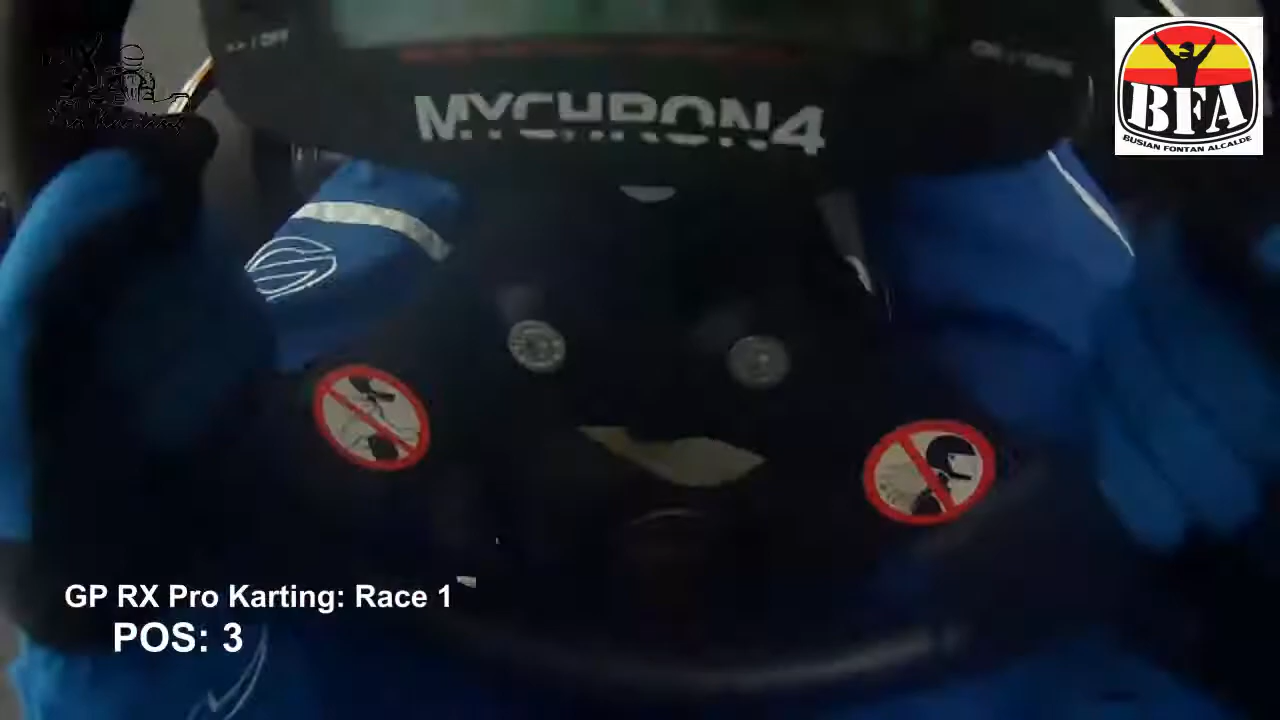 MYCHRON4
BFA
BUSIAN FONTAN ALCALDE
GP RX Pro Karting: Race 1
POS: 3